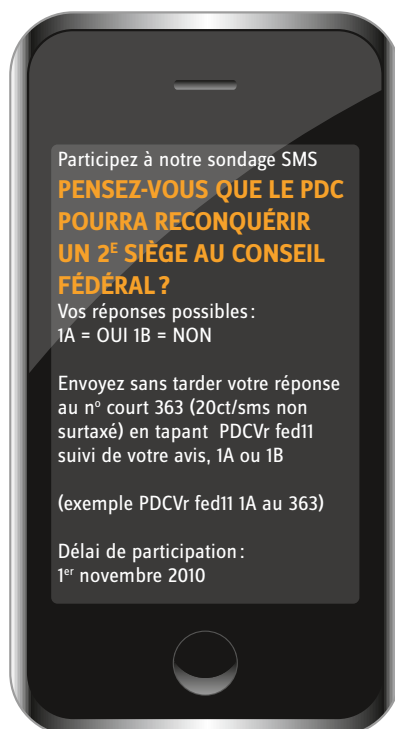 Participez à notre sondage SMS
PENSEZ-VOUS QUE LE PDC
POURRA RECONQUÉRIR
UN 2E SIÈGE AU CONSEIL
FÉDÉRAL ?
Vos réponses possibles :
1A = OUI 1B = NON
Envoyez sans tarder votre réponse
au no court 363 (20ct/sms non
surtaxé) en tapant PDCVr fed11
suivi de votre avis, 1A ou 1B
(exemple PDCVr fed11 1A au 363)
Délai de participation :
1er novembre 2010